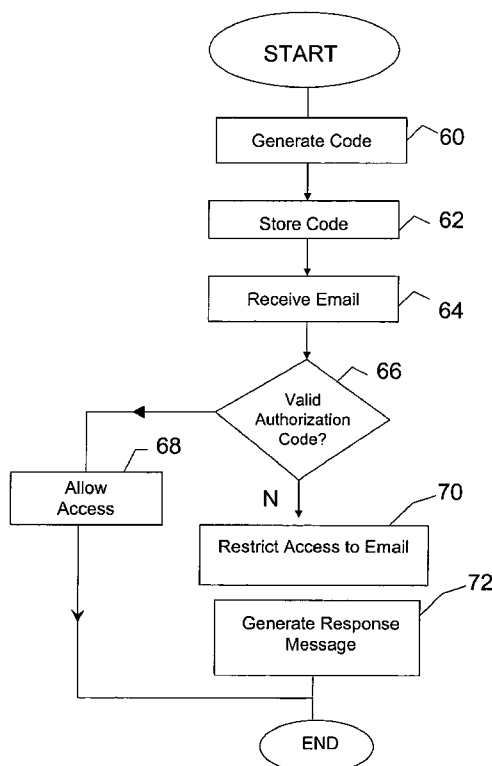 START
Generate Code
60
Store Code
62
Receive Email
64
66
Valid
Authorization
Code?
68
Allow
Access
N
70
Restrict Access to Email
72
Generate Response
Message
END